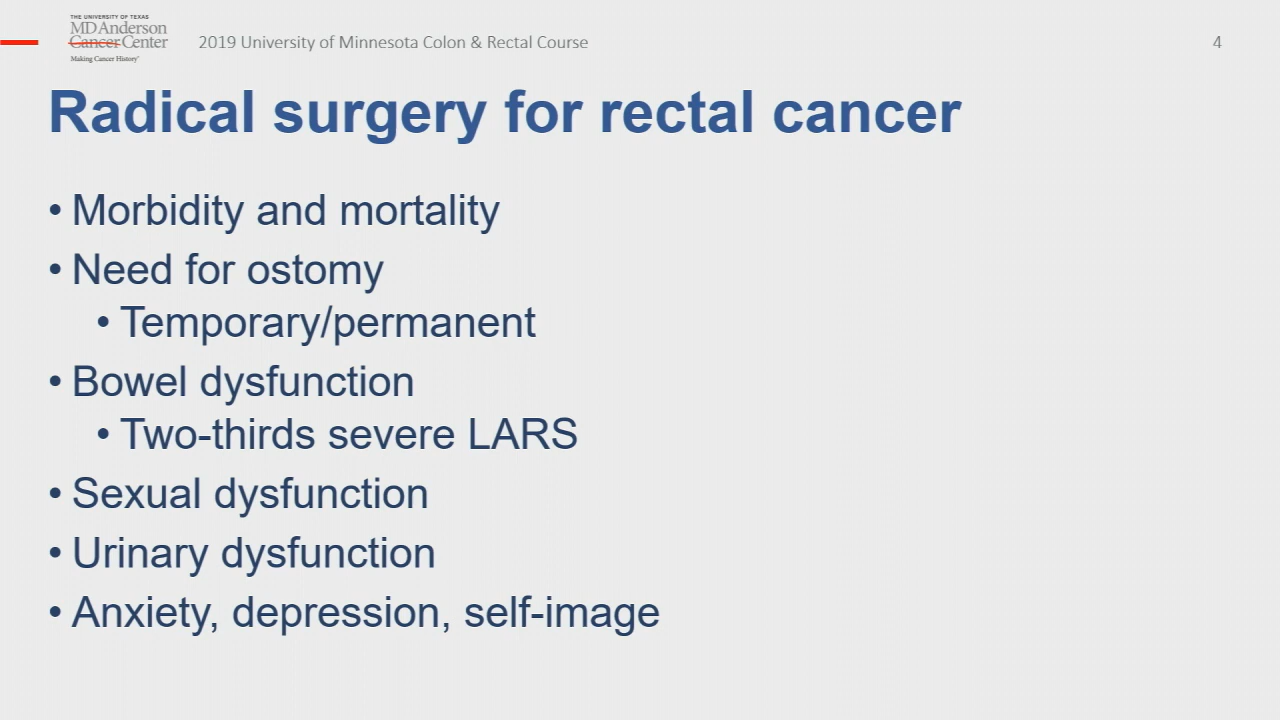 THE UNIVERSITY OF TEXAS
MD Anderson
Cancer Center
Making Cancer History®
2019 University of Minnesota Colon & Rectal Course
4
Radical surgery for rectal cancer
• Morbidity and mortality
• Need for ostomy
• Temporary/permanent
• Bowel dysfunction
• Two-thirds severe LARS
• Sexual dysfunction
• Urinary dysfunction
• Anxiety, depression, self-image